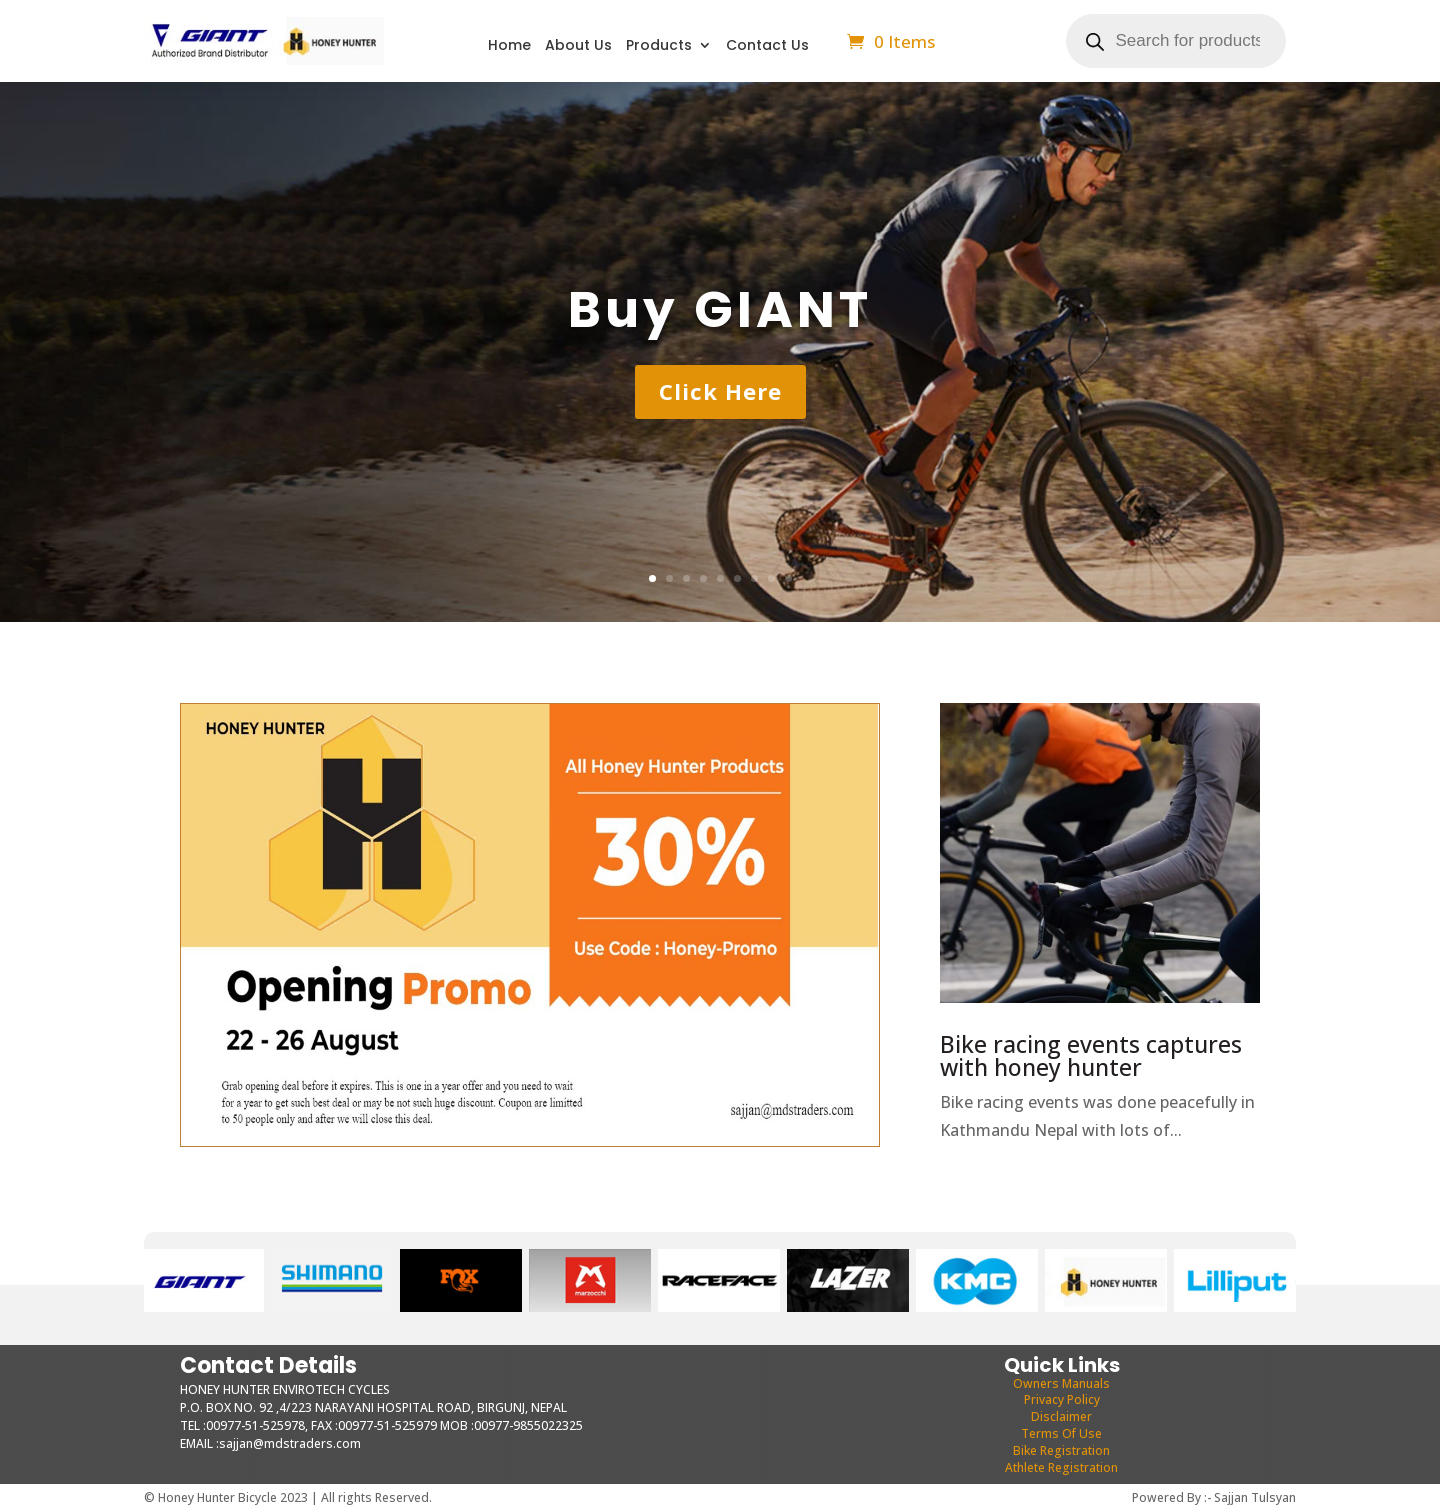 GIANT
Authorized Brand Distributor
HONEY HUNTER
Home About Us Products Contact Us
0 Items
Search for products
Buy GIANT
Click Here
HONEY HUNTER
All Honey Hunter Products
30%
Use Code : Honey-Promo
Opening Promo
22 - 26 August
Grab opening deal before it expires. This is one in a year offer and you need to wait
for a year to get such best deal or may be not such huge discount. Coupon are limitted
to 50 people only and after we will close this deal.
sajjan@mdstraders.com
Bike racing events captures
with honey hunter
Bike racing events was done peacefully in
Kathmandu Nepal with lots of...
GIANT
SHIMANO
FOX
marzocchi
RACEFACE
LAZER
KMC
HONEY HUNTER
Lilliput
Contact Details
HONEY HUNTER ENVIROTECH CYCLES
P.O. BOX NO. 92 ,4/223 NARAYANI HOSPITAL ROAD, BIRGUNJ, NEPAL
TEL :00977-51-525978, FAX :00977-51-525979 MOB :00977-9855022325
EMAIL :sajjan@mdstraders.com
Quick Links
Owners Manuals
Privacy Policy
Disclaimer
Terms Of Use
Bike Registration
Athlete Registration
© Honey Hunter Bicycle 2023 | All rights Reserved.
Powered By :- Sajjan Tulsyan